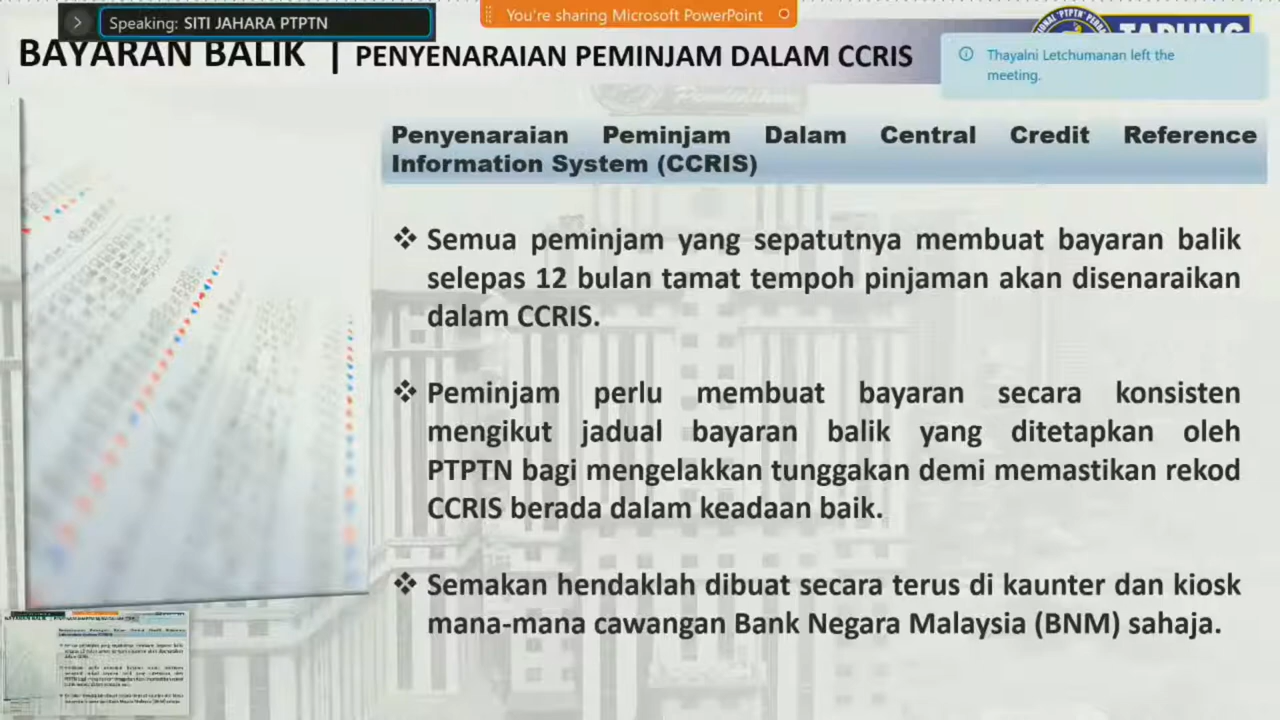 Speaking: SITI JAHARA PTPTN
You're sharing Microsoft PowerPoint
BAYARAN BALIK | PENYENARAIAN PEMINJAM DALAM CCRIS
Thayalni Letchumanan left the
meeting.
Penyenaraian Peminjam Dalam Central Credit Reference
Information System (CCRIS)
❖ Semua peminjam yang sepatutnya membuat bayaran balik
selepas 12 bulan tamat tempoh pinjaman akan disenaraikan
dalam CCRIS.
❖ Peminjam perlu membuat bayaran secara konsisten
mengikut jadual bayaran balik yang ditetapkan oleh
PTPTN bagi mengelakkan tunggakan demi memastikan rekod
CCRIS berada dalam keadaan baik.
❖ Semakan hendaklah dibuat secara terus di kaunter dan kiosk
mana-mana cawangan Bank Negara Malaysia (BNM) sahaja.